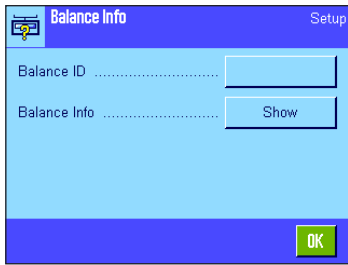 Balance Info
Setup
Balance ID ............................
Balance Info ............................ Show
OK